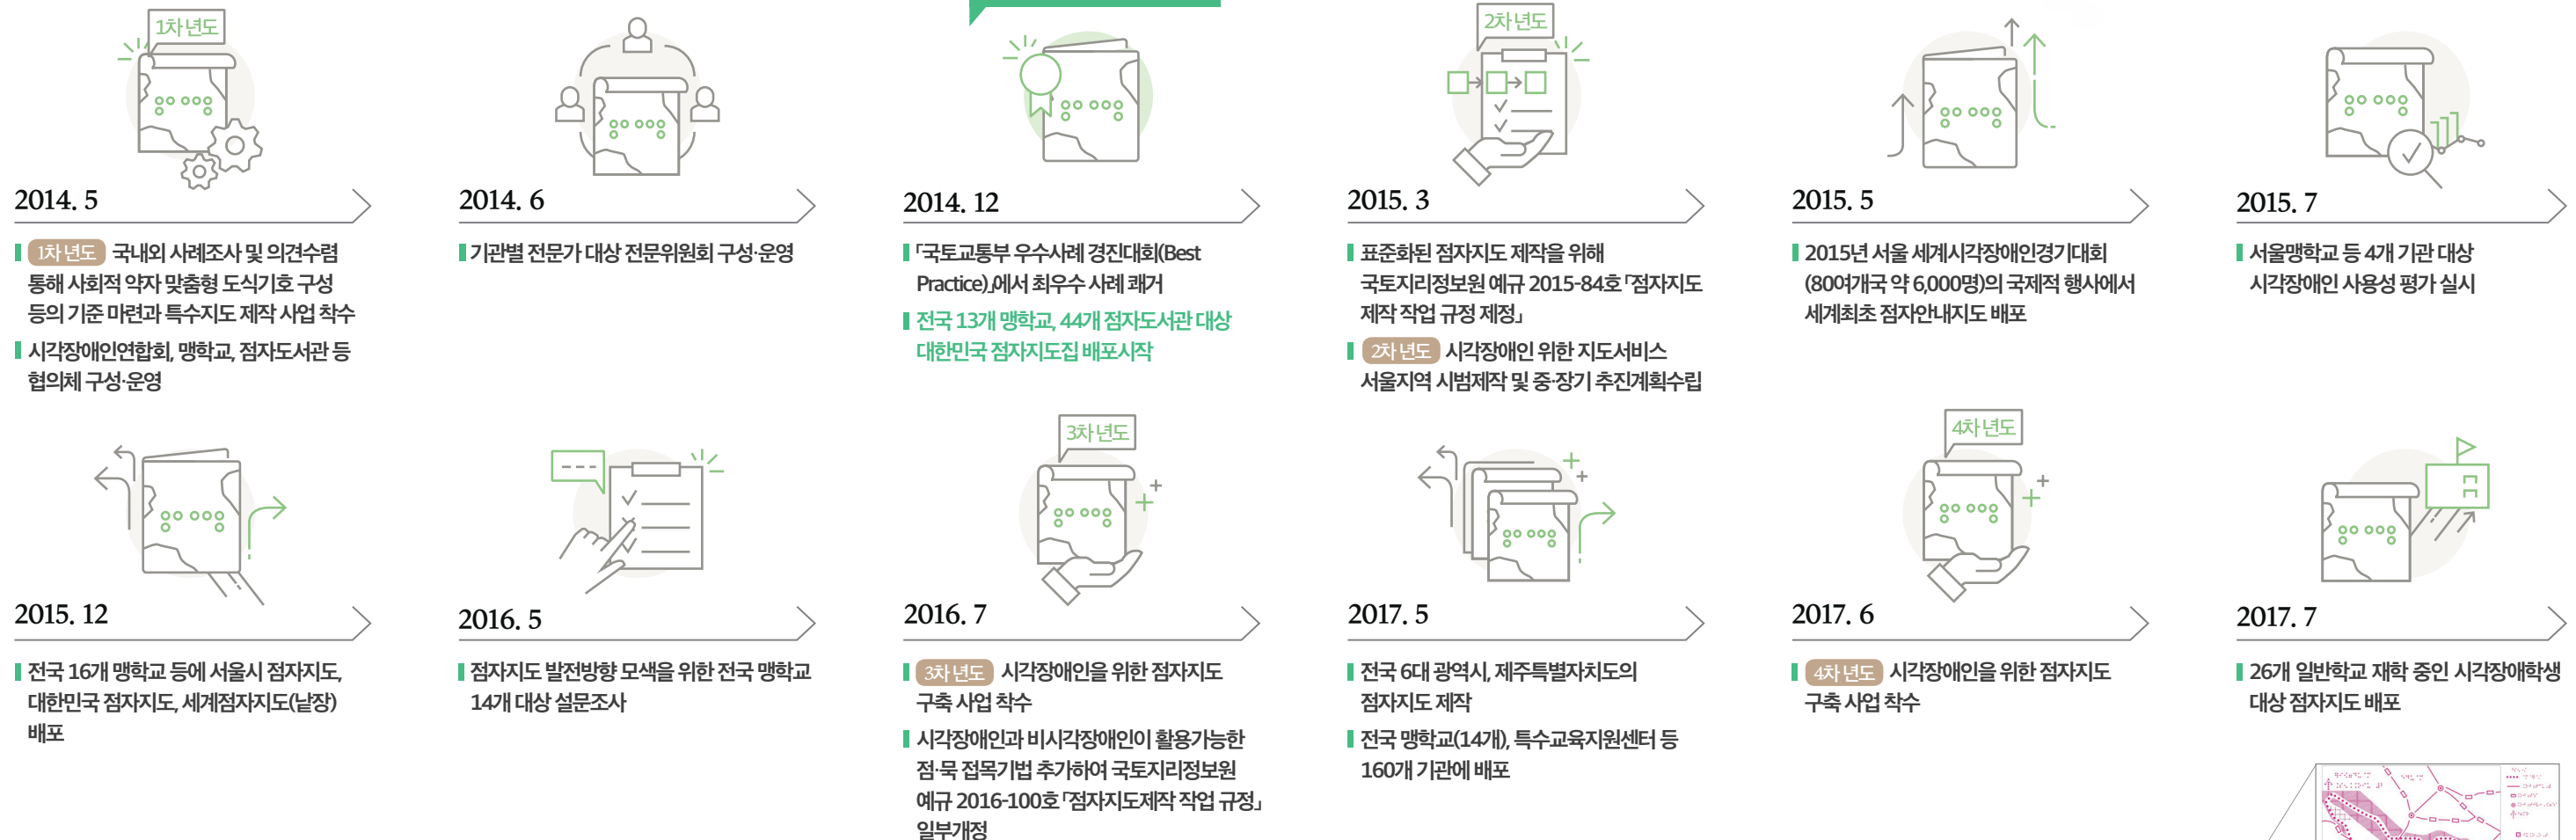 1차 년도
2014. 5
1차 년도 국내외 사례조사 및 의견수렴
통해 사회적 약자 맞춤형 도식기호 구성
등의 기준 마련과 특수지도 제작 사업 착수
시각장애인연합회, 맹학교, 점자도서관 등
협의체 구성·운영
2014. 6
기관별 전문가 대상 전문위원회 구성·운영
2014. 12
「국토교통부 우수사례 경진대회(Best
Practice)」에서 최우수 사례 쾌거
전국 13개 맹학교, 44개 점자도서관 대상
대한민국 점자지도집 배포시작
2차 년도
2015. 3
표준화된 점자지도 제작을 위해
국토지리정보원 예규 2015-84호 「점자지도
제작 작업 규정 제정」
2차 년도 시각장애인 위한 지도서비스
서울지역 시범제작 및 중·장기 추진계획수립
2015. 5
2015년 서울 세계시각장애인경기대회
(80여개국 약 6,000명)의 국제적 행사에서
세계최초 점자안내지도 배포
2015. 7
서울맹학교 등 4개 기관 대상
시각장애인 사용성 평가 실시
2015. 12
전국 16개 맹학교 등에 서울시 점자지도,
대한민국 점자지도, 세계점자지도(낱장)
배포
2016. 5
점자지도 발전방향 모색을 위한 전국 맹학교
14개 대상 설문조사
3차 년도
2016. 7
3차 년도 시각장애인을 위한 점자지도
구축 사업 착수
시각장애인과 비시각장애인이 활용가능한
점·묵 접목기법 추가하여 국토지리정보원
예규 2016-100호 「점자지도제작 작업 규정」
일부개정
2017. 5
전국 6대 광역시, 제주특별자치도의
점자지도 제작
전국 맹학교(14개), 특수교육지원센터 등
160개 기관에 배포
4차 년도
2017. 6
4차 년도 시각장애인을 위한 점자지도
구축 사업 착수
2017. 7
26개 일반학교 재학 중인 시각장애학생
대상 점자지도 배포